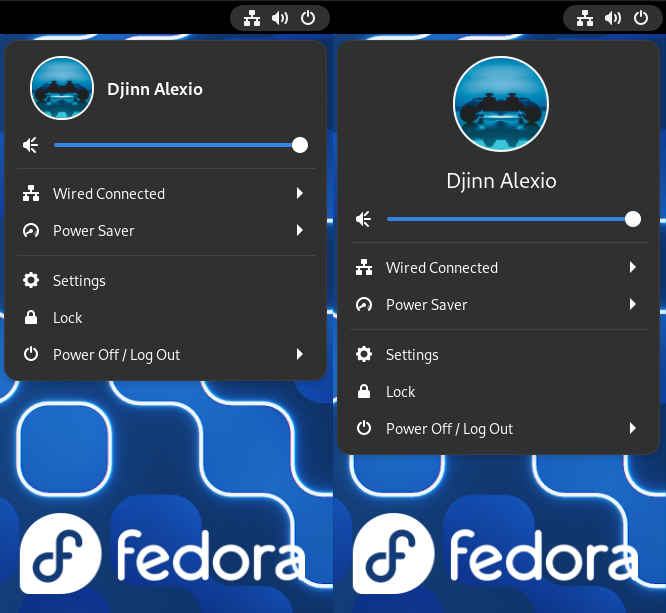 Djinn Alexio
Wired Connected
Power Saver
Settings
Lock
Power Off / Log Out
fedora
Djinn Alexio
Wired Connected
Power Saver
Settings
Lock
Power Off / Log Out
fedora